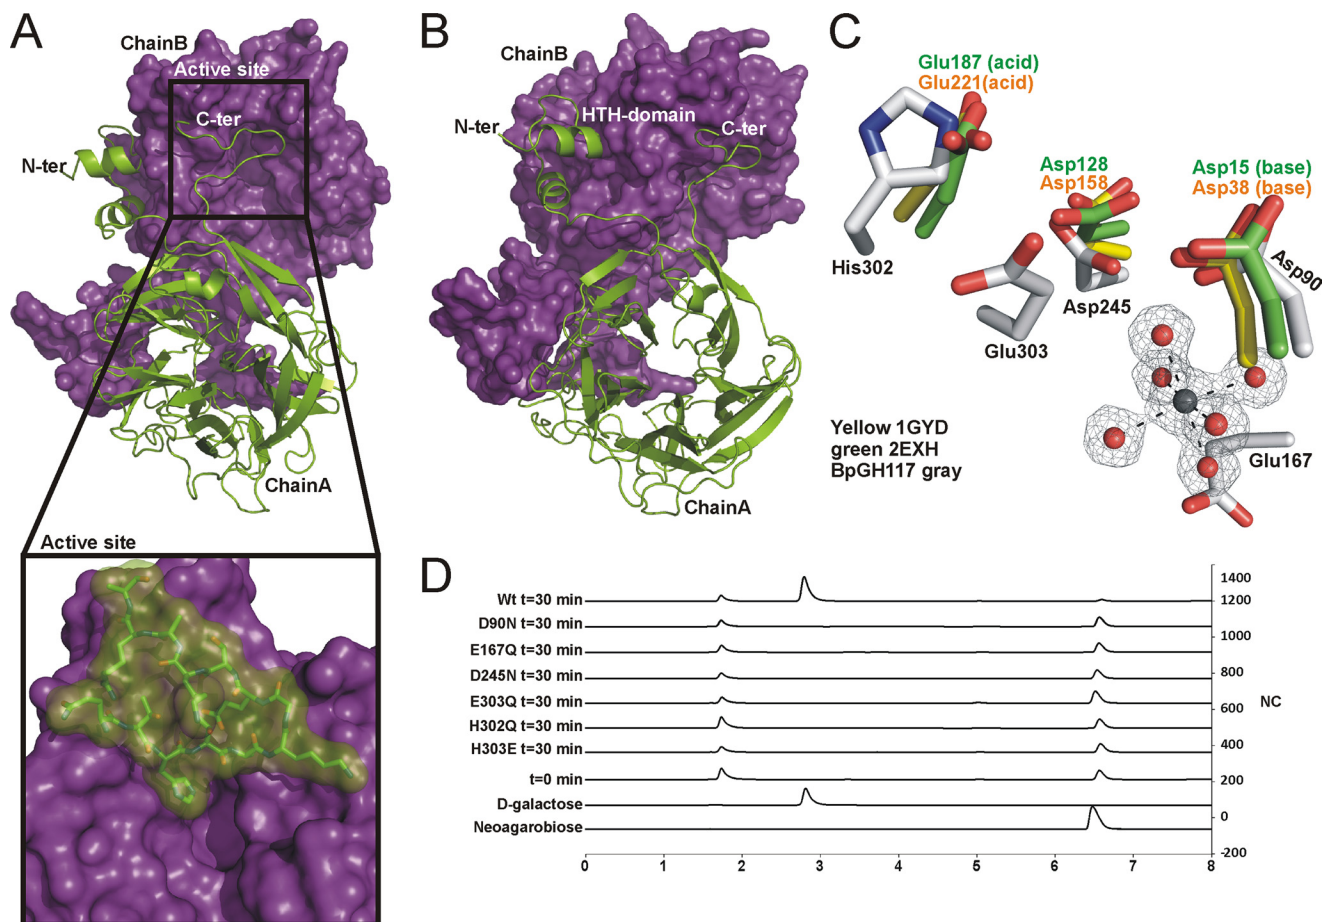 A
ChainB
Active site
C-ter
N-ter
ChainA
Active site
B
ChainB
HTH-domain
N-ter
C-ter
ChainA
C
Glu187 (acid)
Glu221(acid)
Asp128
Asp158
Asp15 (base)
Asp38 (base)
Asp90
His302
Asp245
Glu303
Glu167
Yellow 1GYD
green 2EXH
BpGH117 gray
D
Wt t=30 min
D90N t=30 min
E167Q t=30 min
D245N t=30 min
E303Q t=30 min
H302Q t=30 min
H303E t=30 min
t=0 min
D-galactose
Neoagarobiose
1400
1200
1000
800
600
400
200
0
-200
NC
0 1 2 3 4 5 6 7 8